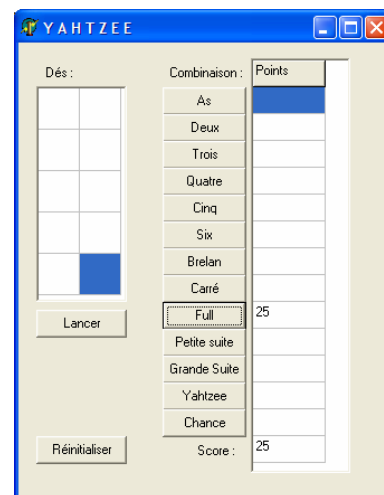 YAHTZEE
Dés :
Combinaison :
Points
As
Deux
Trois
Quatre
Cinq
Six
Brelan
Carré
Full
25
Lancer
Petite suite
Grande Suite
Yahtzee
Chance
Réinitialiser
Score :
25